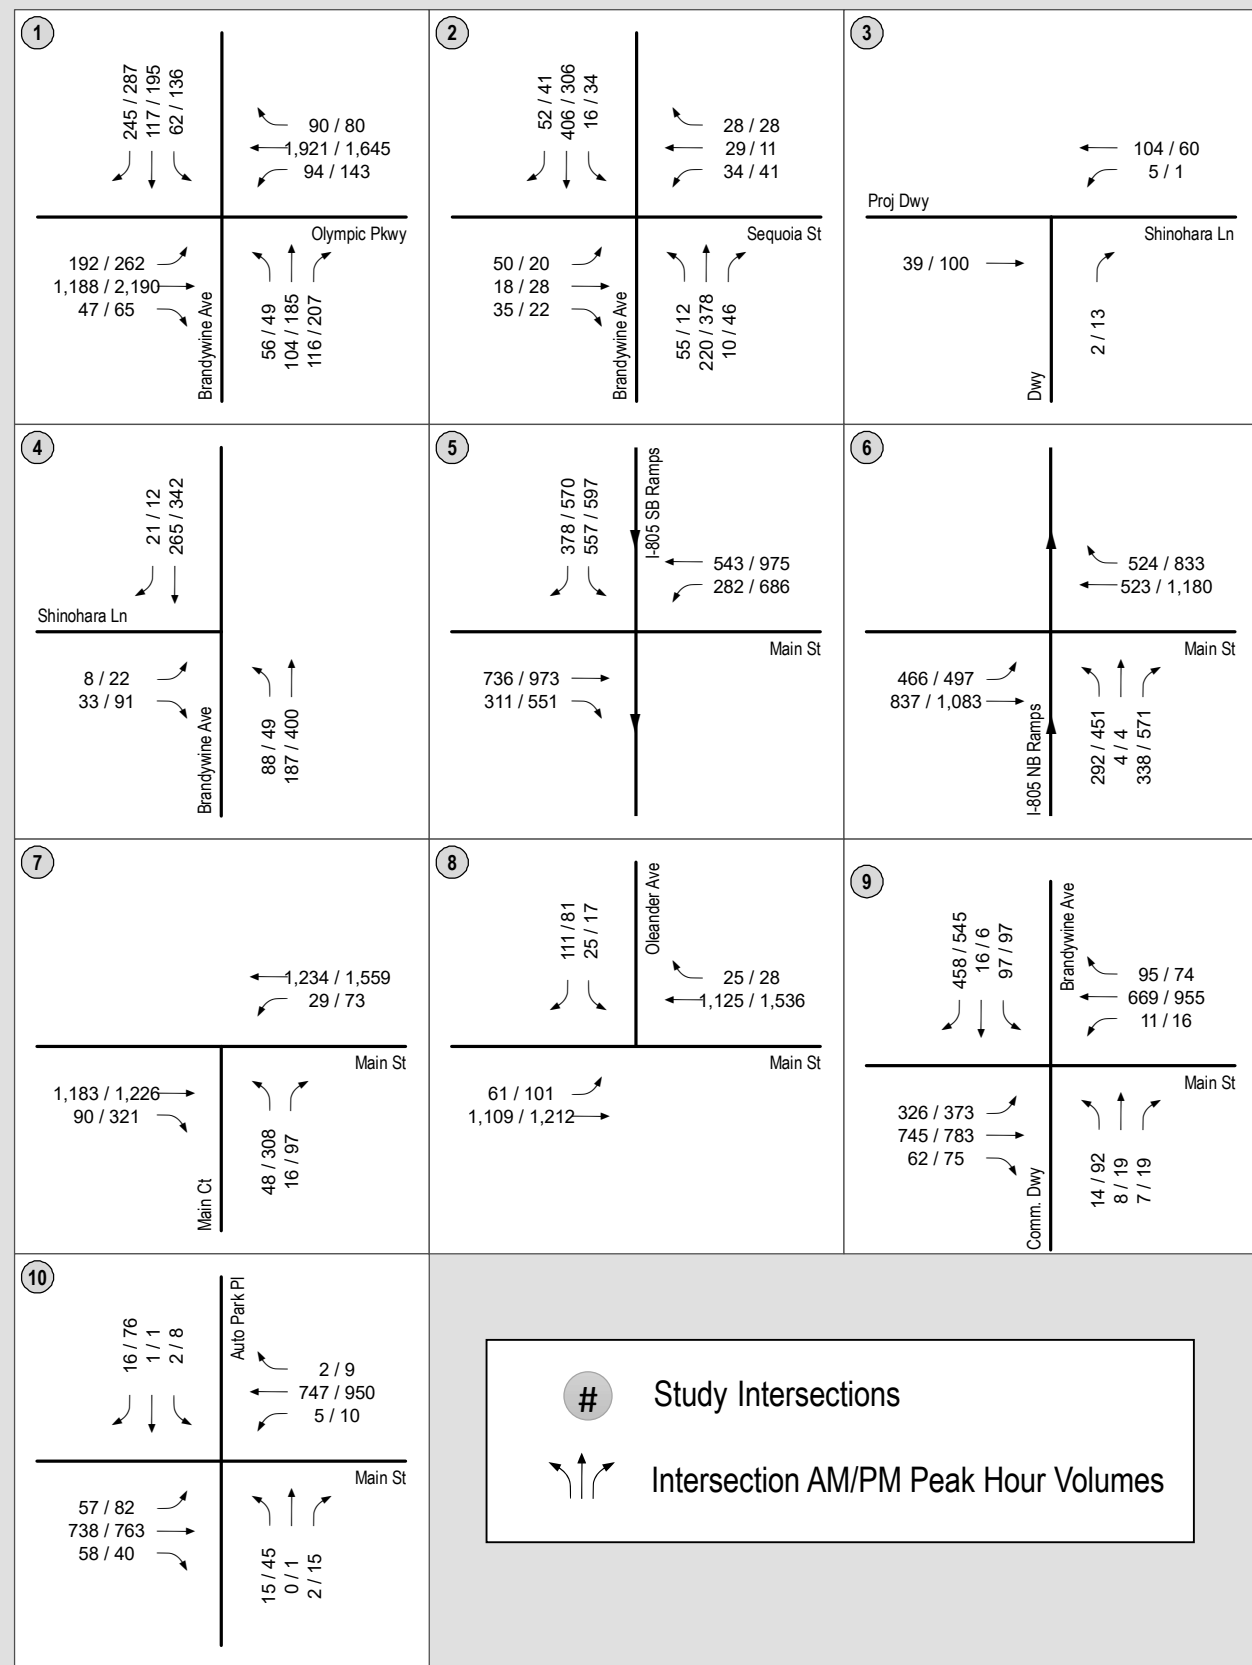 1
245 / 287
117 / 195
62 / 136
90 / 80
1,921 / 1,645
94 / 143
Olympic Pkwy
192 / 262
1,188 / 2,190
47 / 65
Brandywine Ave
56 / 49
104 / 185
116 / 207
2
52 / 41
406 / 306
16 / 34
28 / 28
29 / 11
34 / 41
Sequoia St
50 / 20
18 / 28
35 / 22
Brandywine Ave
55 / 12
220 / 378
10 / 46
3
104 / 60
5 / 1
Proj Dwy
Shinohara Ln
39 / 100
Dwy
2 / 13
4
21 / 12
265 / 342
Shinohara Ln
8 / 22
33 / 91
Brandywine Ave
88 / 49
187 / 400
5
378 / 570
557 / 597
I-805 SB Ramps
543 / 975
282 / 686
Main St
736 / 973
311 / 551
6
524 / 833
523 / 1,180
Main St
466 / 497
837 / 1,083
I-805 NB Ramps
292 / 451
4 / 4
338 / 571
7
1,234 / 1,559
29 / 73
Main St
1,183 / 1,226
90 / 321
Main Ct
48 / 308
16 / 97
8
111 / 81
25 / 17
Oleander Ave
25 / 28
1,125 / 1,536
Main St
61 / 101
1,109 / 1,212
9
458 / 545
16 / 6
97 / 97
Brandywine Ave
95 / 74
669 / 955
11 / 16
Main St
326 / 373
745 / 783
62 / 75
Comm. Dwy
14 / 92
8 / 19
7 / 19
10
16 / 76
1 / 1
2 / 8
Auto Park Pl
2 / 9
747 / 950
5 / 10
Main St
57 / 82
738 / 763
58 / 40
15 / 45
0 / 1
2 / 15
# Study Intersections
Intersection AM/PM Peak Hour Volumes